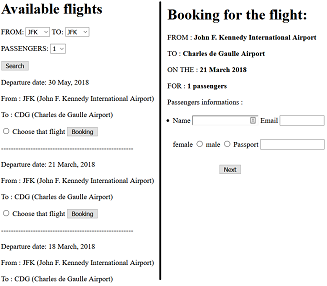 Available flights
FROM: JFK TO: JFK
PASSENGERS: 1
Search
Departure date: 30 May, 2018
From : JFK (John F. Kennedy International Airport)
To : CDG (Charles de Gaulle Airport)
Choose that flight Booking
------------------------------------------------
Departure date: 21 March, 2018
From : JFK (John F. Kennedy International Airport)
To : CDG (Charles de Gaulle Airport)
Choose that flight Booking
------------------------------------------------
Departure date: 18 March, 2018
From : JFK (John F. Kennedy International Airport)
To : CDG (Charles de Gaulle Airport)
Booking for the flight:
FROM : John F. Kennedy International Airport
TO : Charles de Gaulle Airport
ON THE : 21 March 2018
FOR : 1 passengers
Passengers informations :
Name Email
female male Passport
Next